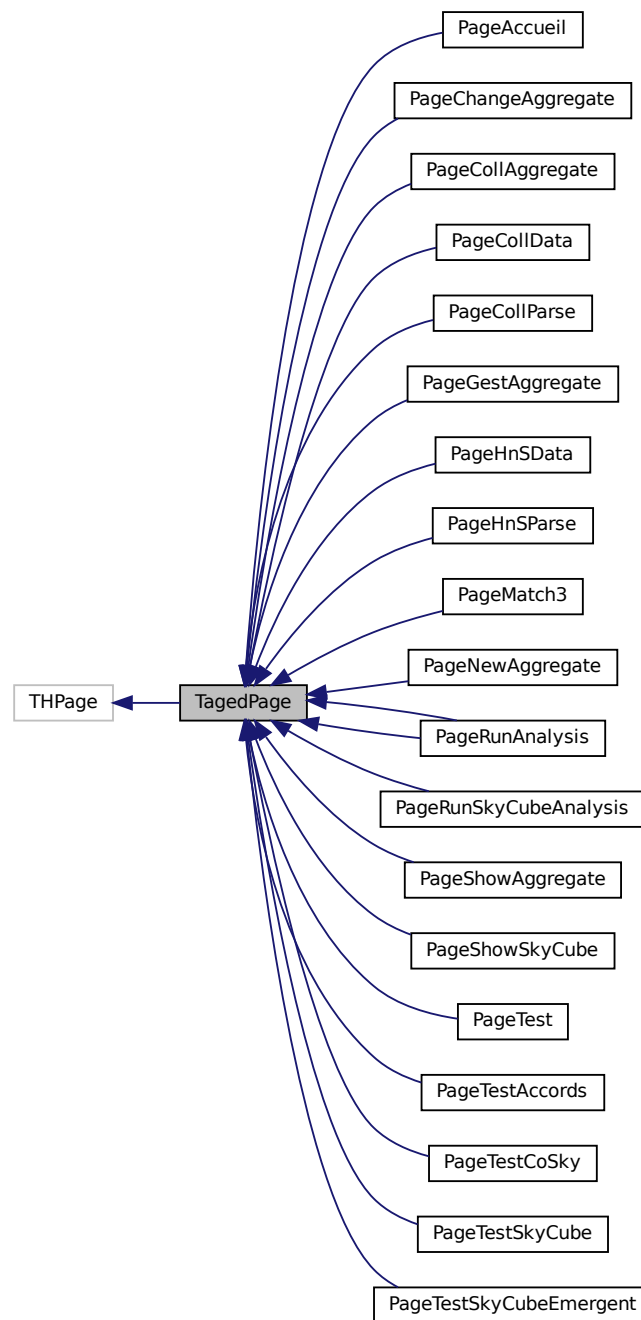 PageAccueil
PageChangeAggregate
PageCollAggregate
PageCollData
PageCollParse
PageGestAggregate
PageHnSData
PageHnSParse
PageMatch3
PageNewAggregate
THPage
TagedPage
PageRunAnalysis
PageRunSkyCubeAnalysis
PageShowAggregate
PageShowSkyCube
PageTest
PageTestAccords
PageTestCoSky
PageTestSkyCube
PageTestSkyCubeEmergent